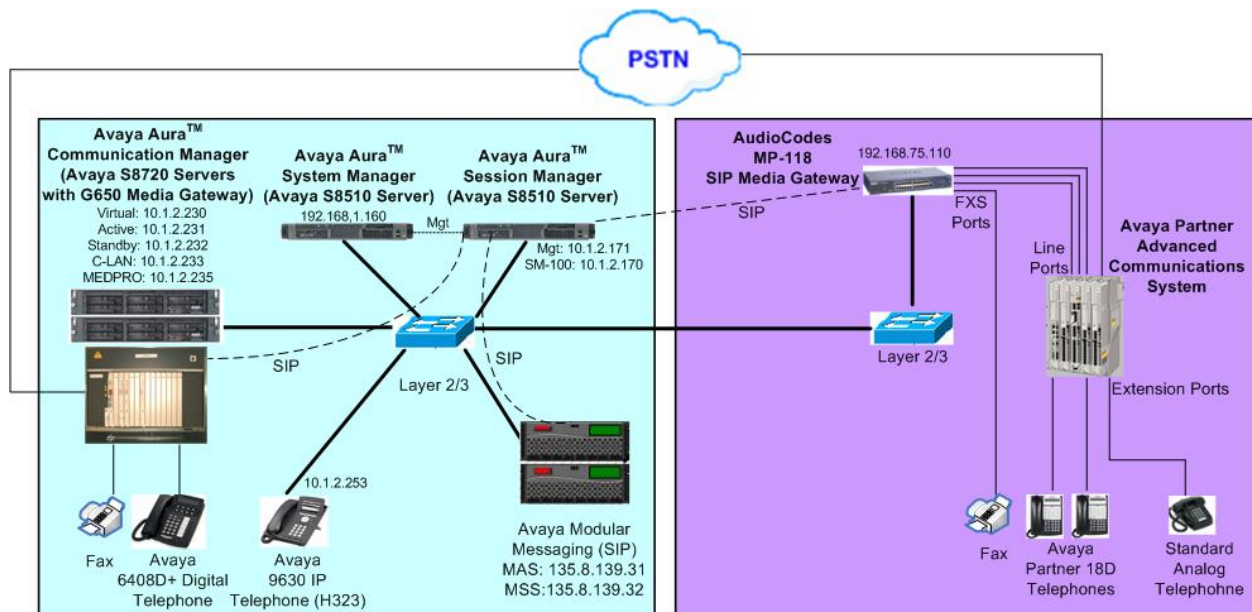 PSTN
Avaya Aura™
Communication Manager
(Avaya S8720 Servers
with G650 Media Gateway)
Virtual: 10.1.2.230
Active: 10.1.2.231
Standby: 10.1.2.232
C-LAN: 10.1.2.233
MEDPRO: 10.1.2.235
Avaya Aura™
System Manager
(Avaya S8510 Server)
192.168,1.160
Mgt
Avaya Aura™
Session Manager
(Avaya S8510 Server)
Mgt: 10.1.2.171
SM-100: 10.1.2.170
SIP
SIP
Layer 2/3
10.1.2.253
Fax
Avaya
6408D+ Digital
Telephone
Avaya
9630 IP
Telephone (H323)
Avaya Modular
Messaging (SIP)
MAS: 135.8.139.31
MSS:135.8.139.32
AudioCodes
MP-118
SIP Media Gateway
192.168.75.110
SIP
FXS
Ports
Line
Ports
Avaya Partner
Advanced
Communications
System
Layer 2/3
Extension Ports
Fax
Avaya
Partner 18D
Telephones
Standard
Analog
Telephohne